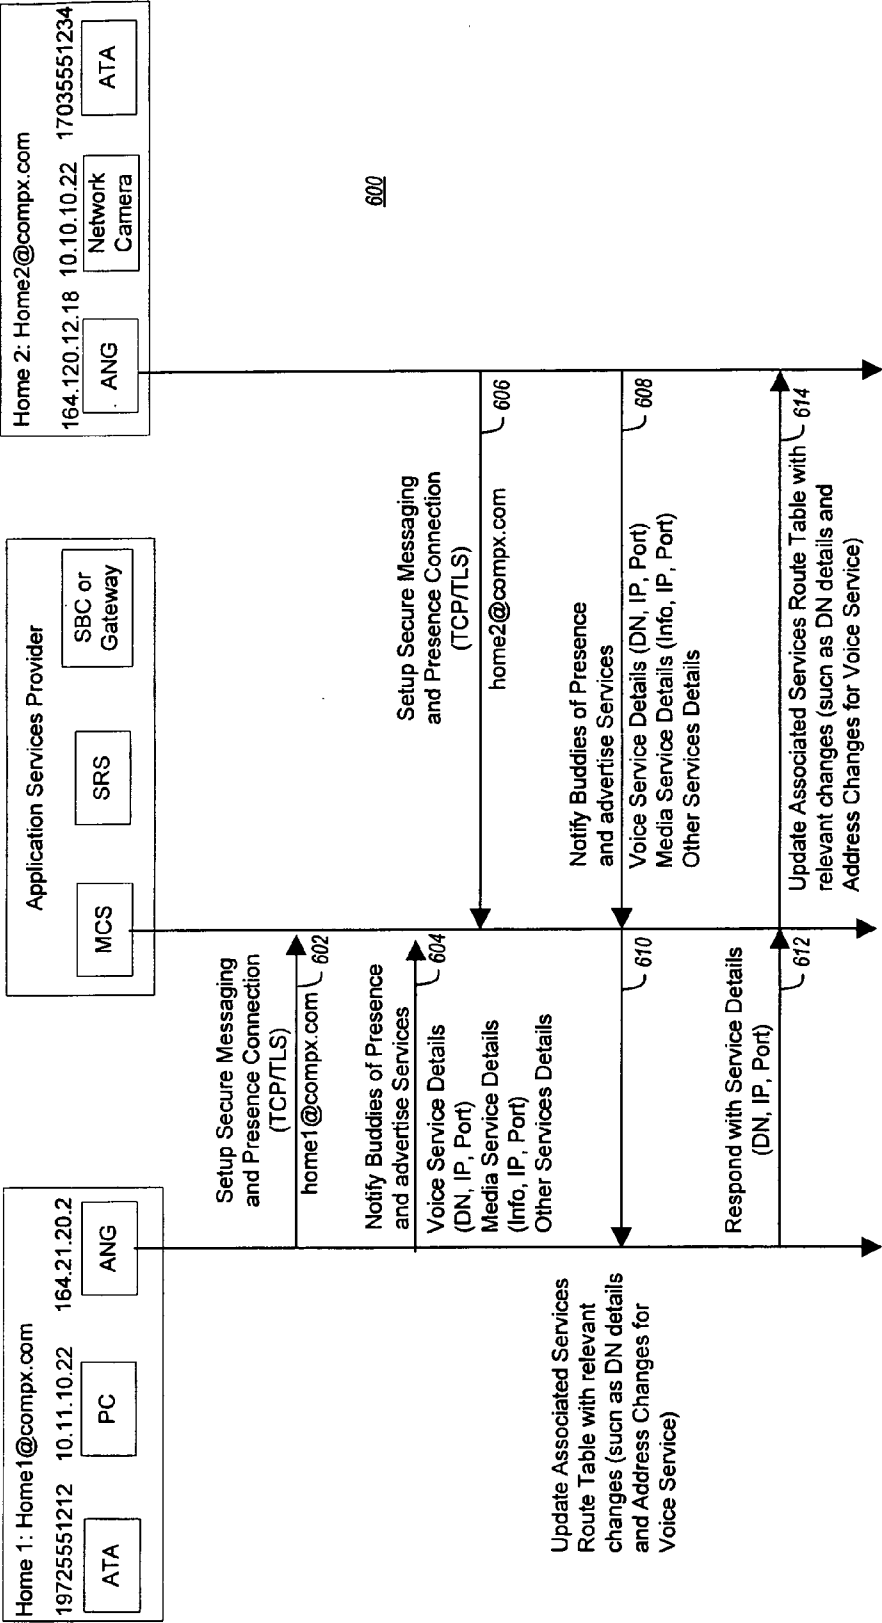 Home 1: Home1@compx.com
19725551212
10.11.10.22
164.21.20.2
ATA
PC
ANG
Application Services Provider
MCS
SRS
SBC or
Gateway
Home 2: Home2@compx.com
164.120.12.18
10.10.10.22
17035551234
ANG
Network
Camera
ATA
600
Setup Secure Messaging
and Presence Connection
(TCP/TLS)
home1@compx.com
602
Notify Buddies of Presence
and advertise Services
604
Voice Service Details
(DN, IP, Port)
Media Service Details
(Info, IP, Port)
Other Services Details
Setup Secure Messaging
and Presence Connection
(TCP/TLS)
606
home2@compx.com
Notify Buddies of Presence
and advertise Services
608
Voice Service Details (DN, IP, Port)
Media Service Details (Info, IP, Port)
Other Services Details
610
Update Associated Services
Route Table with relevant
changes (sucn as DN details
and Address Changes for
Voice Service)
Respond with Service Details
(DN, IP, Port)
612
Update Associated Services Route Table with
relevant changes (sucn as DN details and
Address Changes for Voice Service)
614